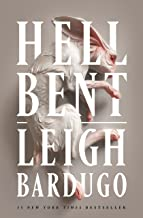 HELL
BENT
LEIGH
BARDUGO
#1 NEW YORK TIMES BESTSELLER